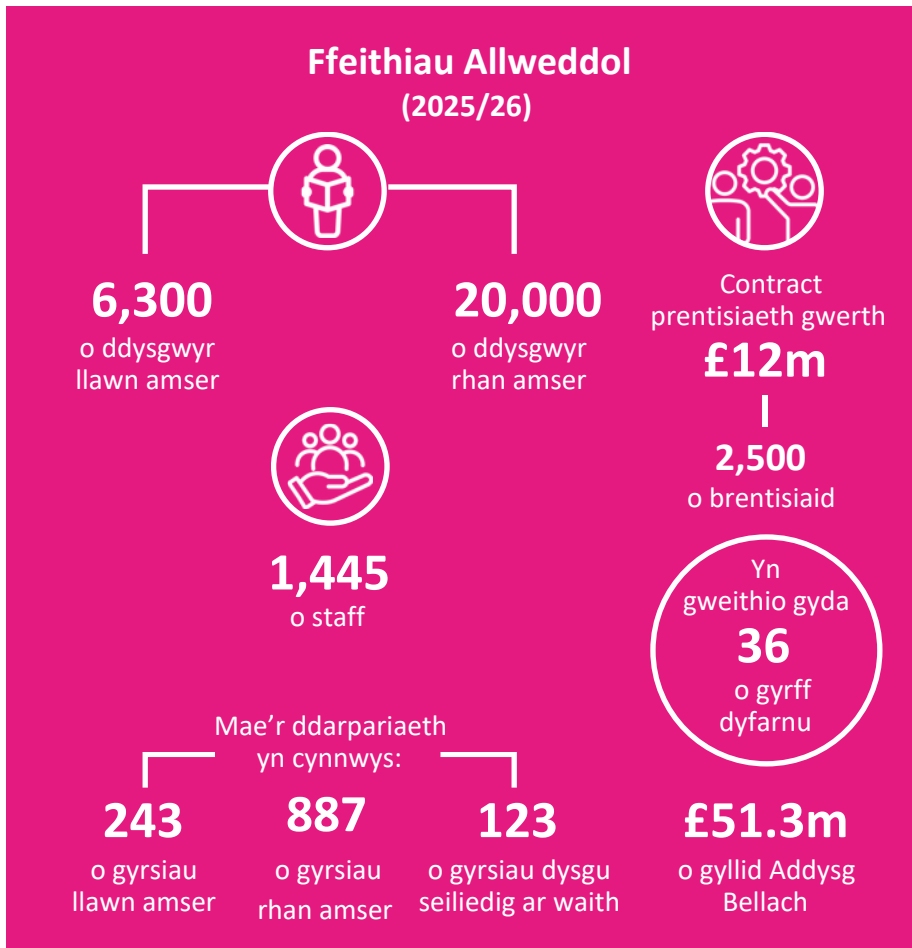 Ffeithiau Allweddol
(2025/26)
6,300
o ddysgwyr
llawn amser
20,000
o ddysgwyr
rhan amser
Contract
prentisiaeth gwerth
£12m
2,500
o brentisiaid
1,445
o staff
Yn
gweithio gyda
36
o gyrff
dyfarnu
Mae’r ddarpariaeth
yn cynnwys:
243
o gyrsiau
llawn amser
887
o gyrsiau
rhan amser
123
o gyrsiau dysgu
seiliedig ar waith
£51.3m
o gyllid Addysg
Bellach